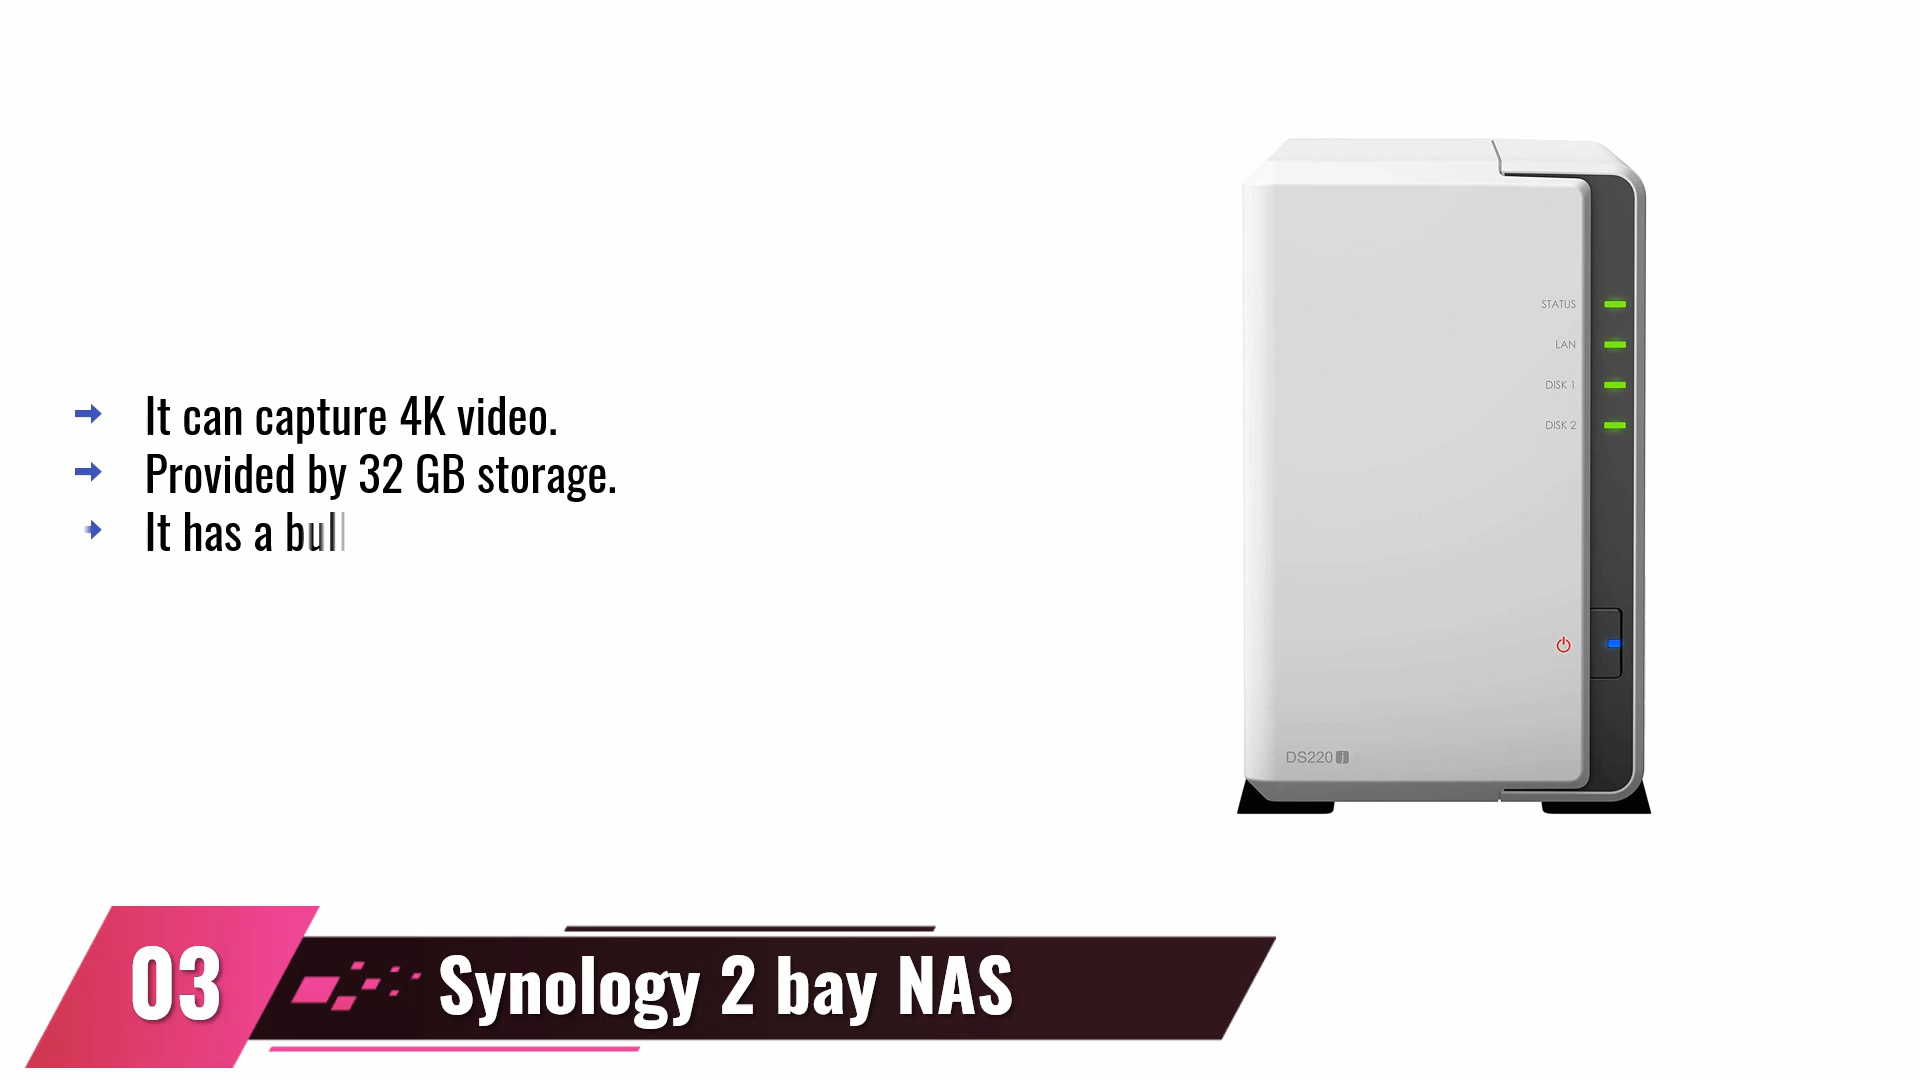 It can capture 4K video.
Provided by 32 GB storage.
It has a bull
STATUS
LAN
DISK 1
DISK 2
DS220 j
03
Synology 2 bay NAS